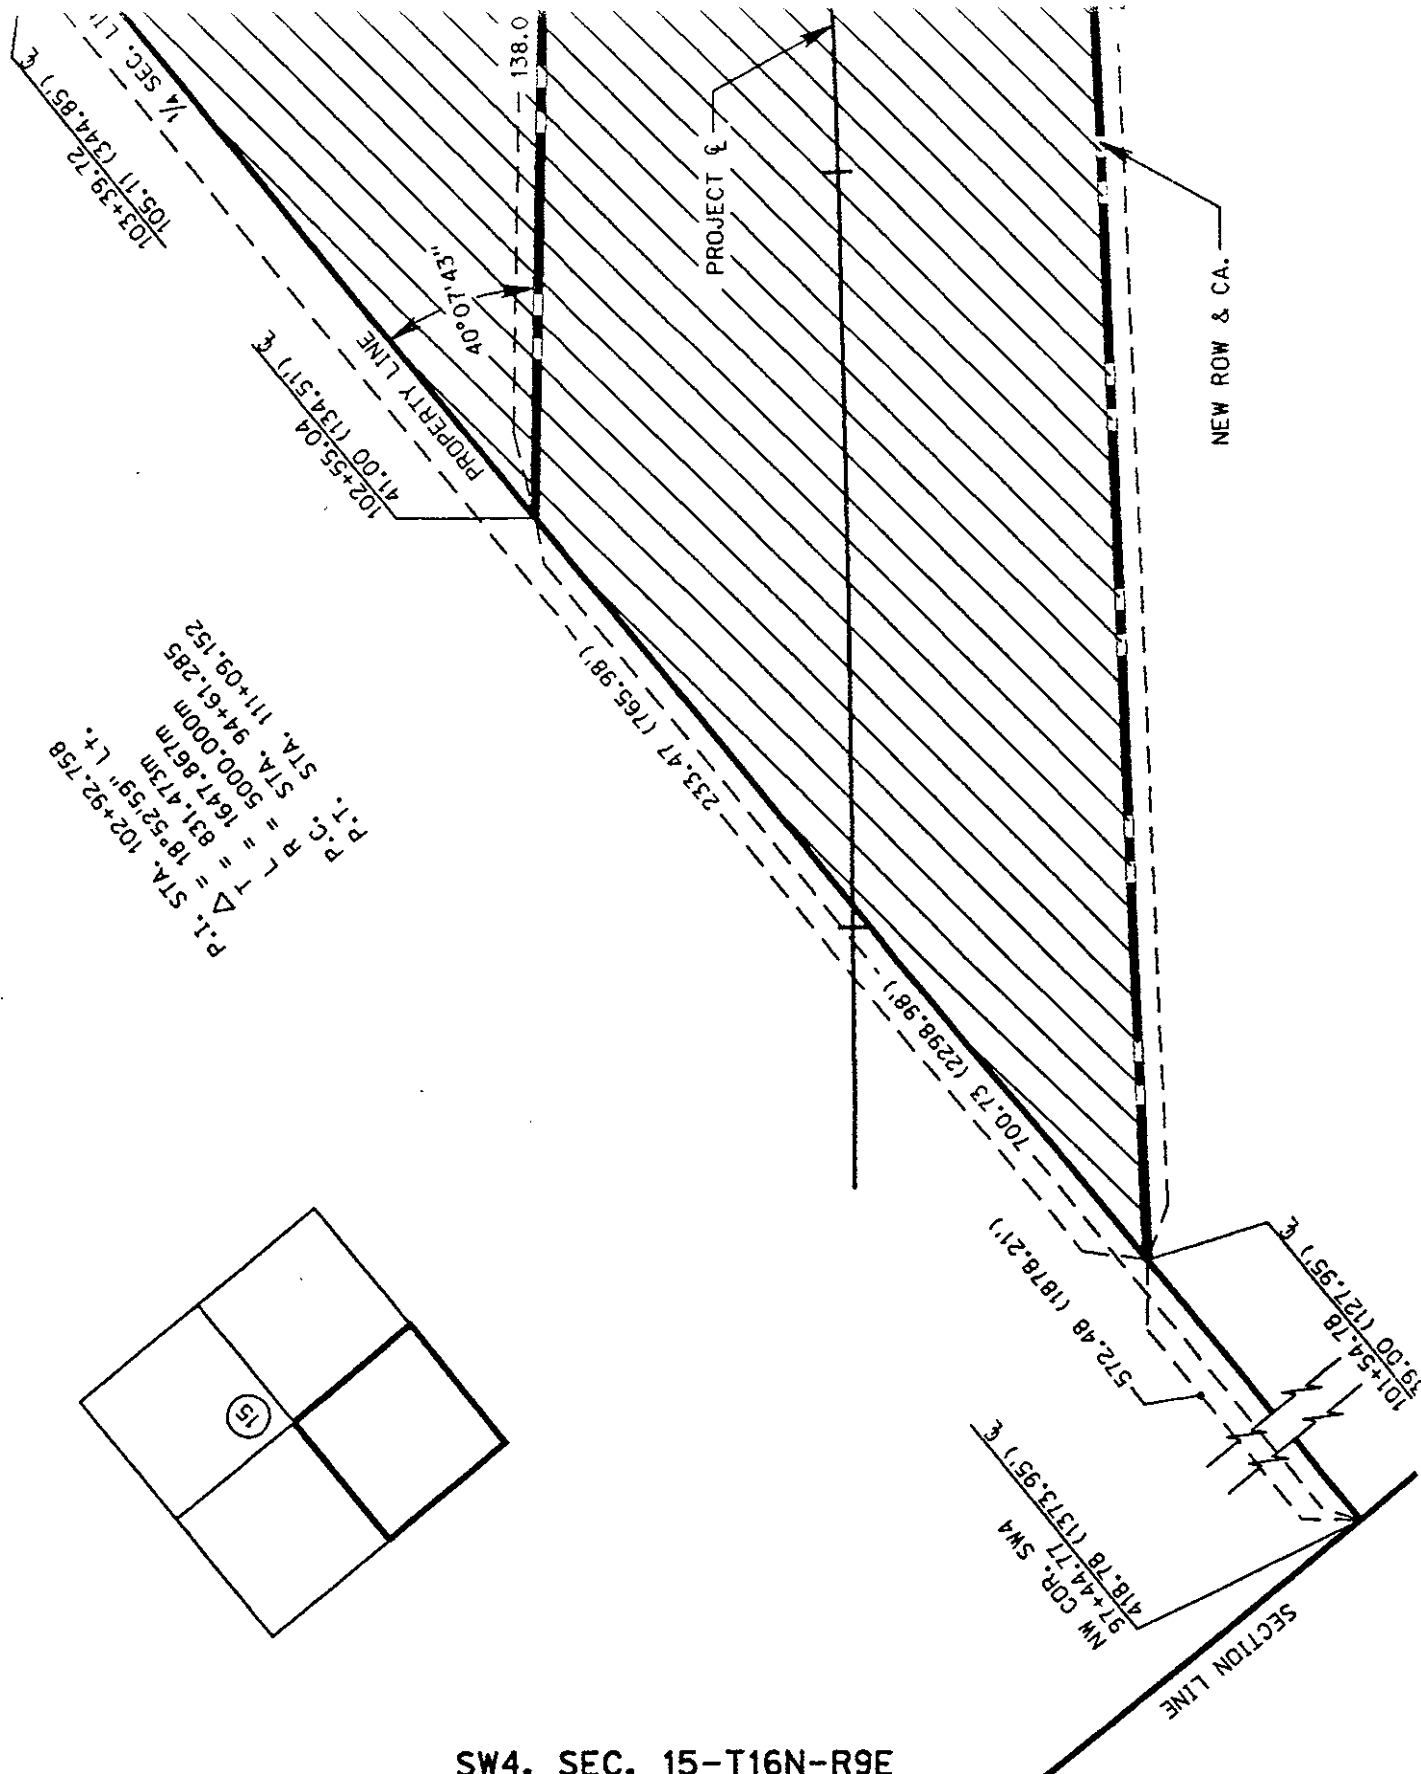 1/4 SEC. LI
103+39.72
105.11 (344.85') ℄
138.0
PROJECT ℄
40°07'43"
PROPERTY LINE
102+55.04
41.00 (134.51') ℄
NEW ROW & CA.
233.47 (765.98')
P.I. STA. 102+92.758
Δ = 18°52'59" Lt.
T = 831.473m
L = 1647.867m
R = 5000.000m
P.C. STA. 94+61.285
P.T. STA. 111+09.152
700.73 (2298.98')
572.48 (1878.21')
101+54.78
39.00 (127.95') ℄
15
NW COR. SW4
97+44.77
418.78 (1373.95') ℄
SECTION LINE
SW4, SEC. 15-T16N-R9E